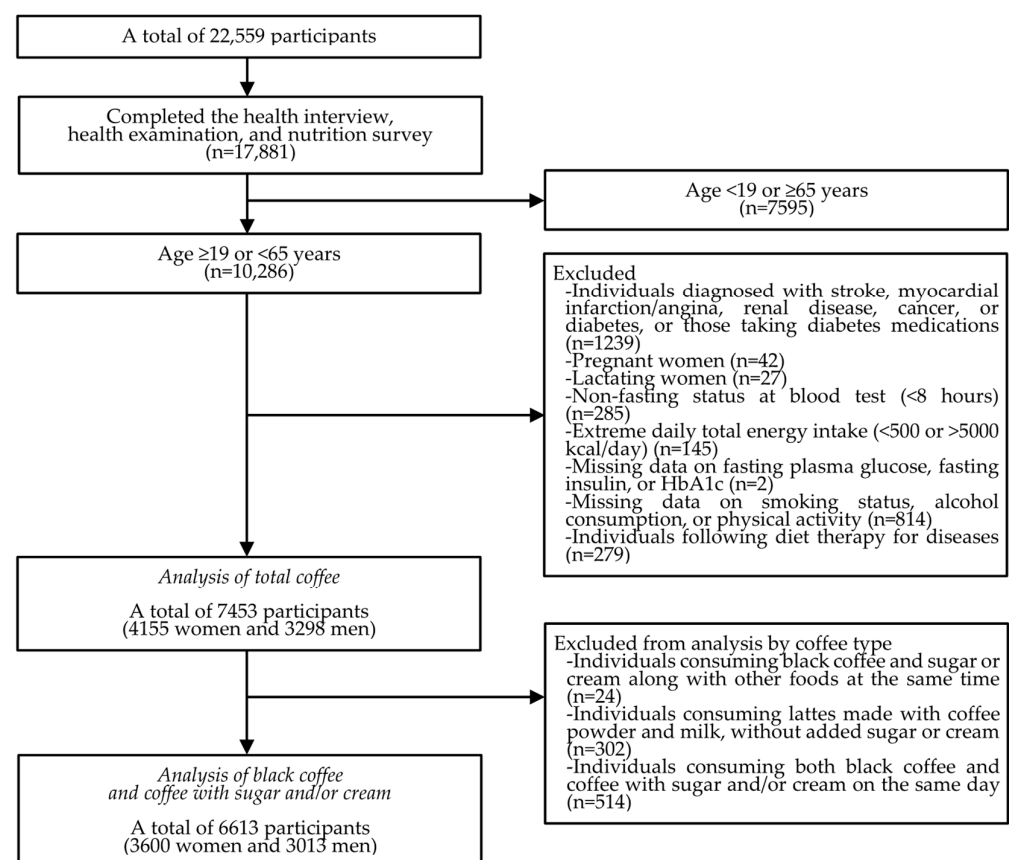 A total of 22,559 participants
Completed the health interview,
health examination, and nutrition survey
(n=17,881)
Age <19 or ≥65 years
(n=7595)
Age ≥19 or <65 years
(n=10,286)
Excluded
-Individuals diagnosed with stroke, myocardial
infarction/angina, renal disease, cancer, or
diabetes, or those taking diabetes medications
(n=1239)
-Pregnant women (n=42)
-Lactating women (n=27)
-Non-fasting status at blood test (<8 hours)
(n=285)
-Extreme daily total energy intake (<500 or >5000
kcal/day) (n=145)
-Missing data on fasting plasma glucose, fasting
insulin, or HbA1c (n=2)
-Missing data on smoking status, alcohol
consumption, or physical activity (n=814)
-Individuals following diet therapy for diseases
(n=279)
Analysis of total coffee
A total of 7453 participants
(4155 women and 3298 men)
Excluded from analysis by coffee type
-Individuals consuming black coffee and sugar or
cream along with other foods at the same time
(n=24)
-Individuals consuming lattes made with coffee
powder and milk, without added sugar or cream
(n=302)
-Individuals consuming both black coffee and
coffee with sugar and/or cream on the same day
(n=514)
Analysis of black coffee
and coffee with sugar and/or cream
A total of 6613 participants
(3600 women and 3013 men)